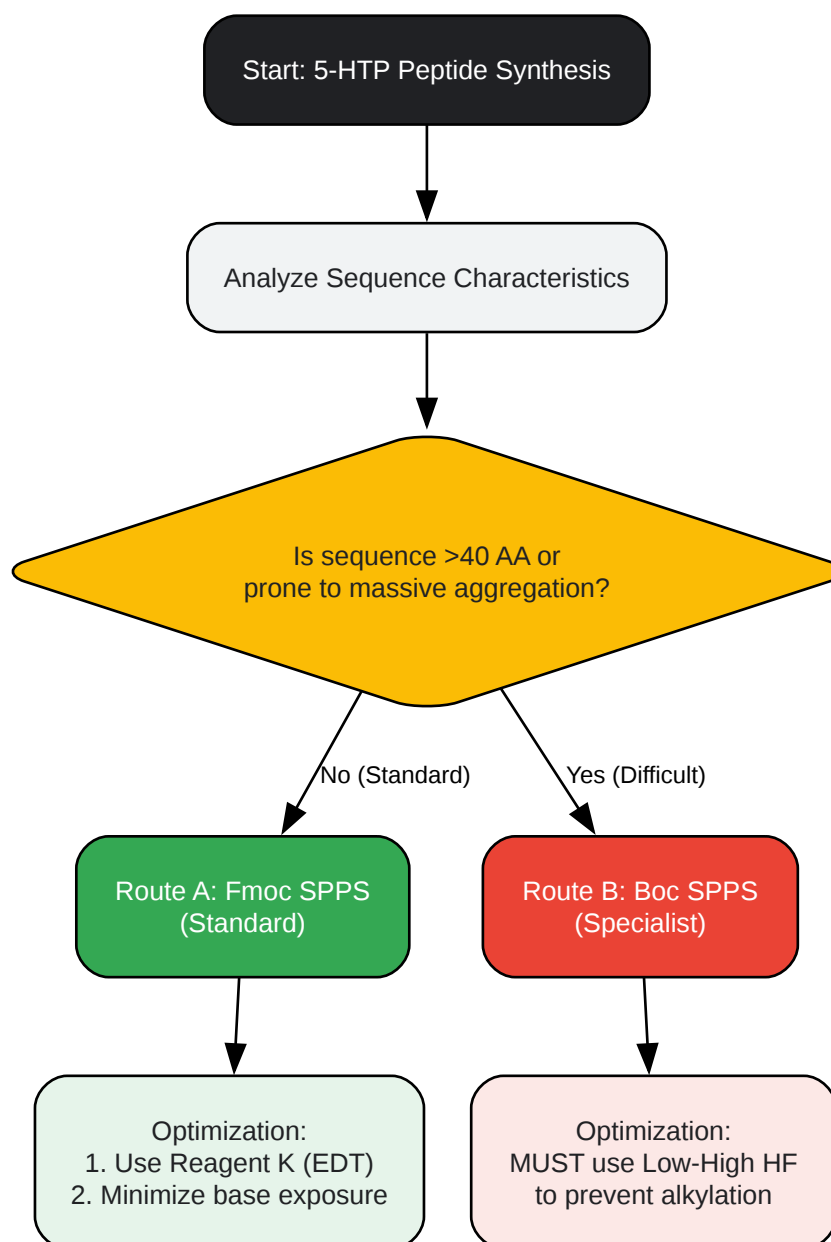 Start: 5-HTP Peptide Synthesis
Analyze Sequence Characteristics
Is sequence >40 AA or
prone to massive aggregation?
No (Standard)
Yes (Difficult)
Route A: Fmoc SPPS
(Standard)
Route B: Boc SPPS
(Specialist)
Optimization:
1. Use Reagent K (EDT)
2. Minimize base exposure
Optimization:
MUST use Low-High HF
to prevent alkylation